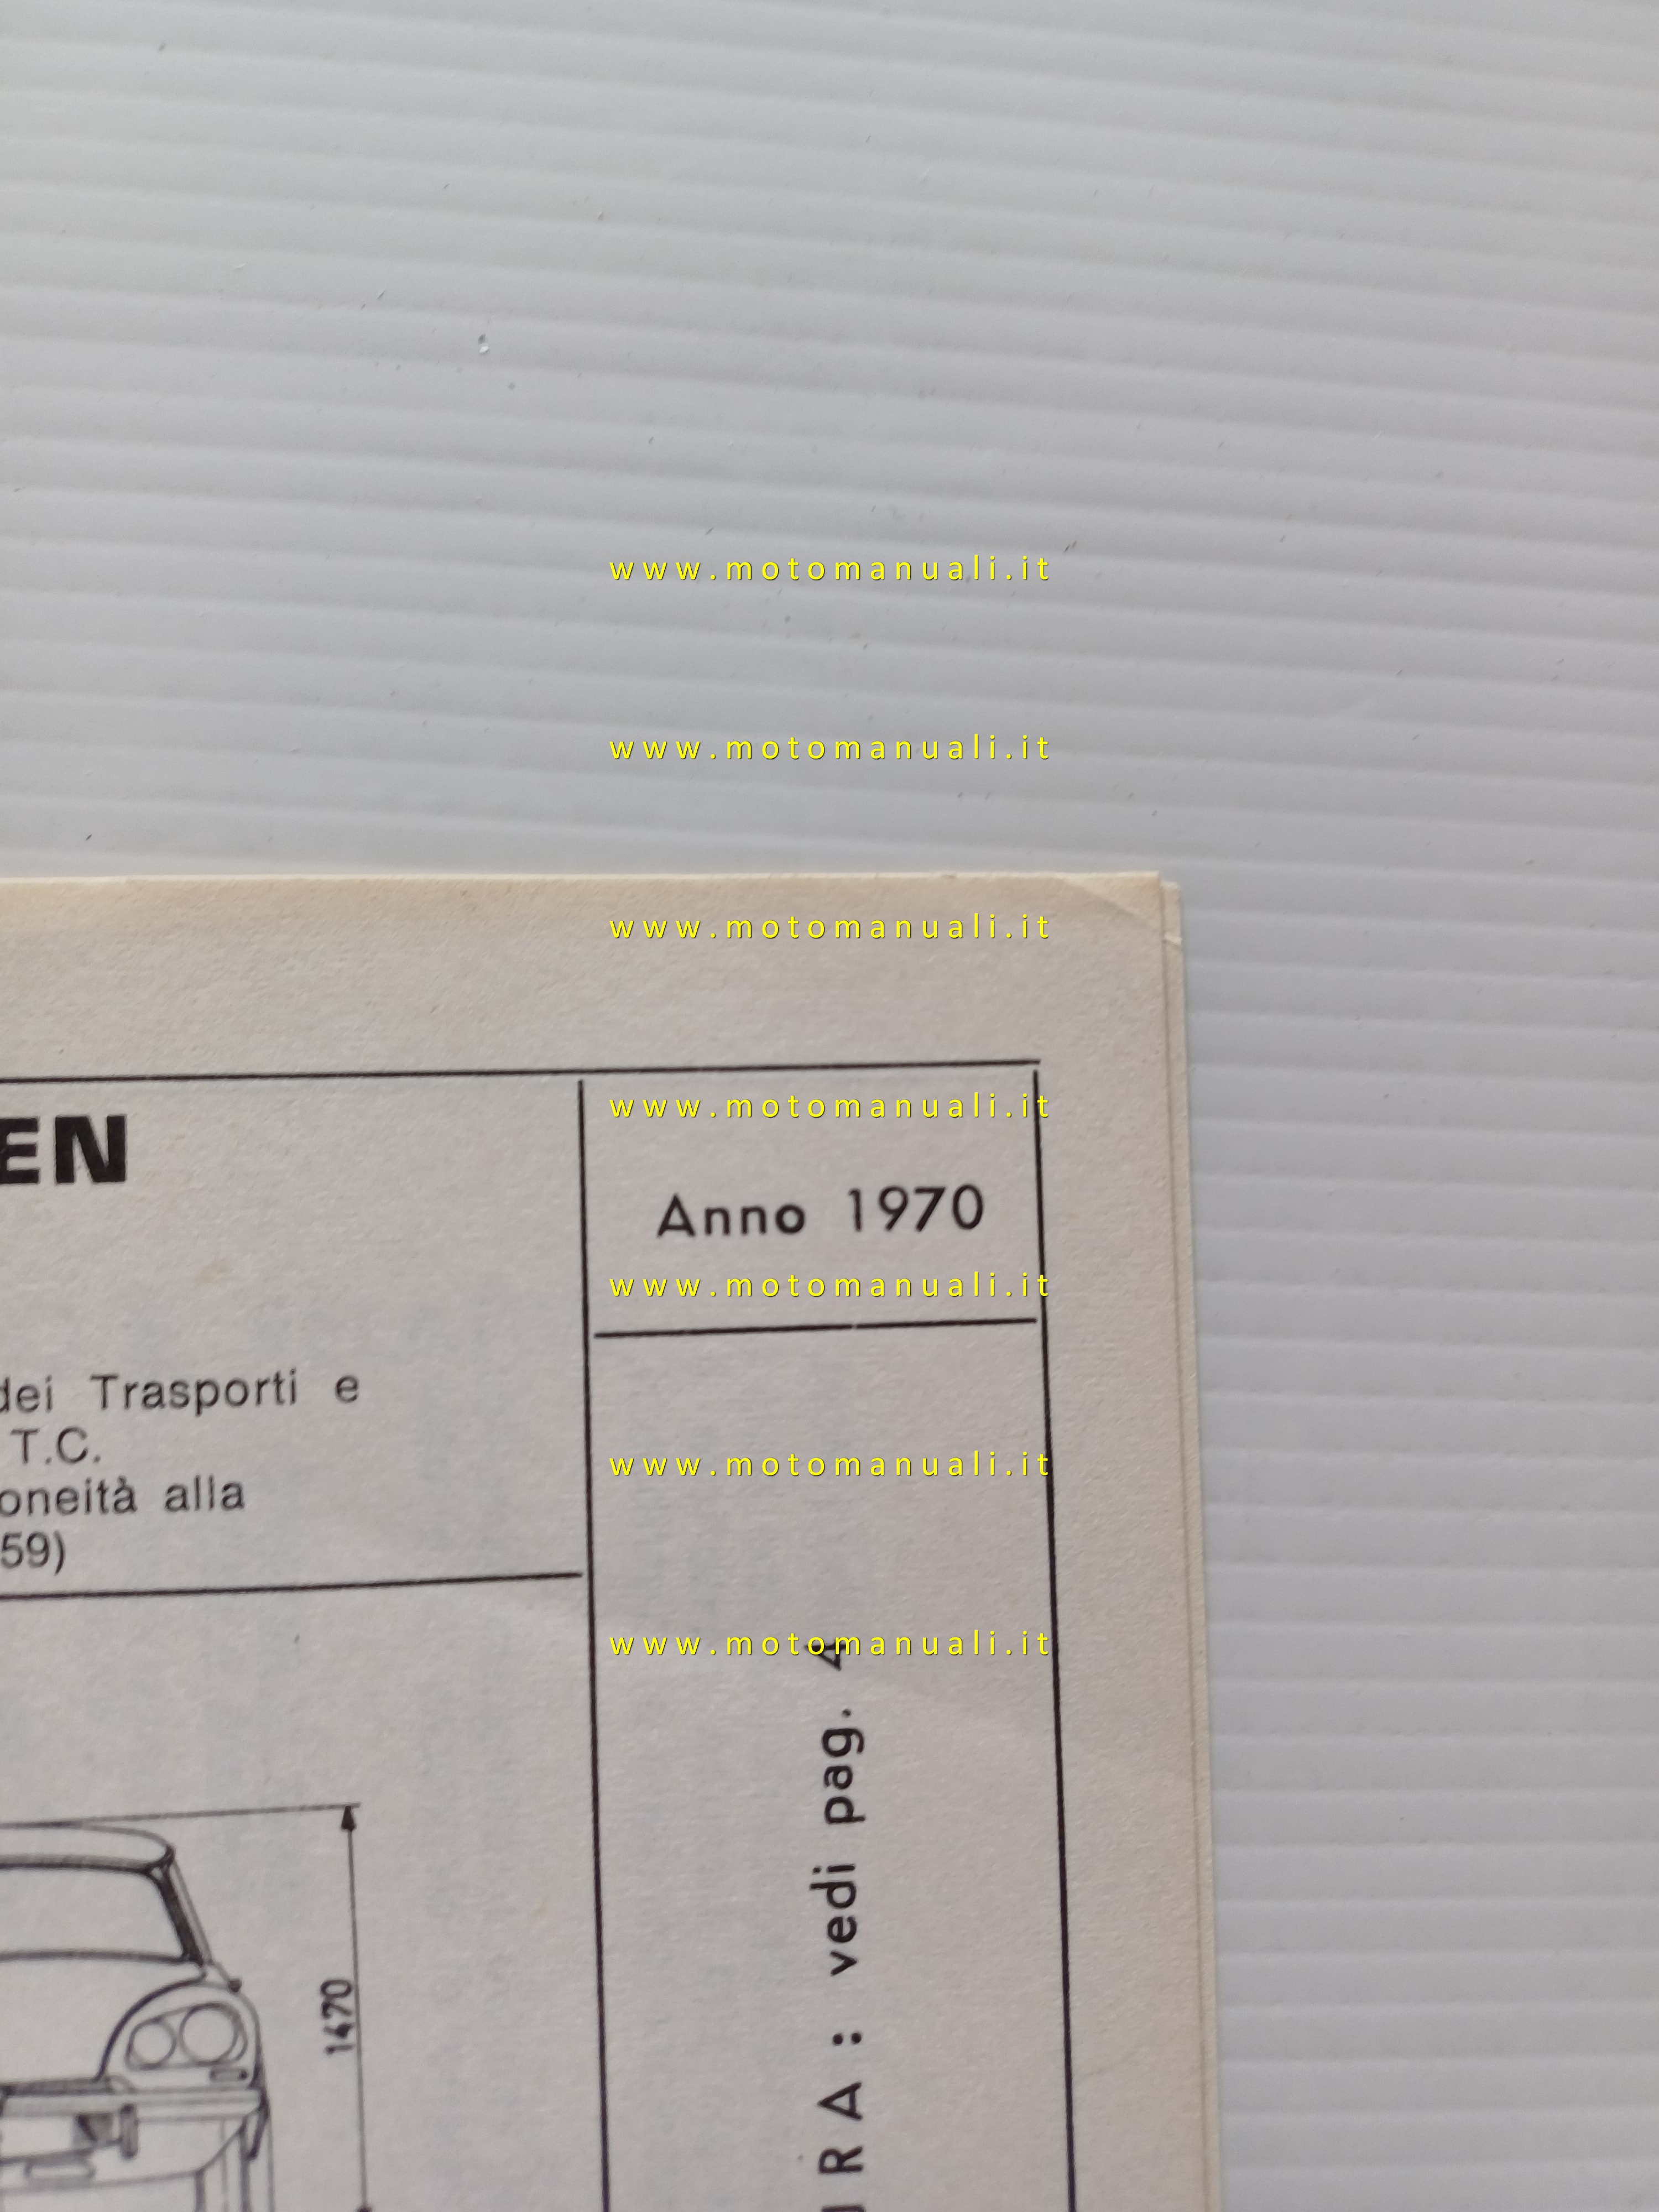 www.motomanuali.it
www.motomanuali.it
www.motomanuali.it
www.motomanuali.it
EN
Anno 1970
www.motomanuali.it
dei Trasporti e
T.C.
www.motomanuali.it
oneità alla
59)
www.motomanuali.it
URA: vedi pag. 4
1470